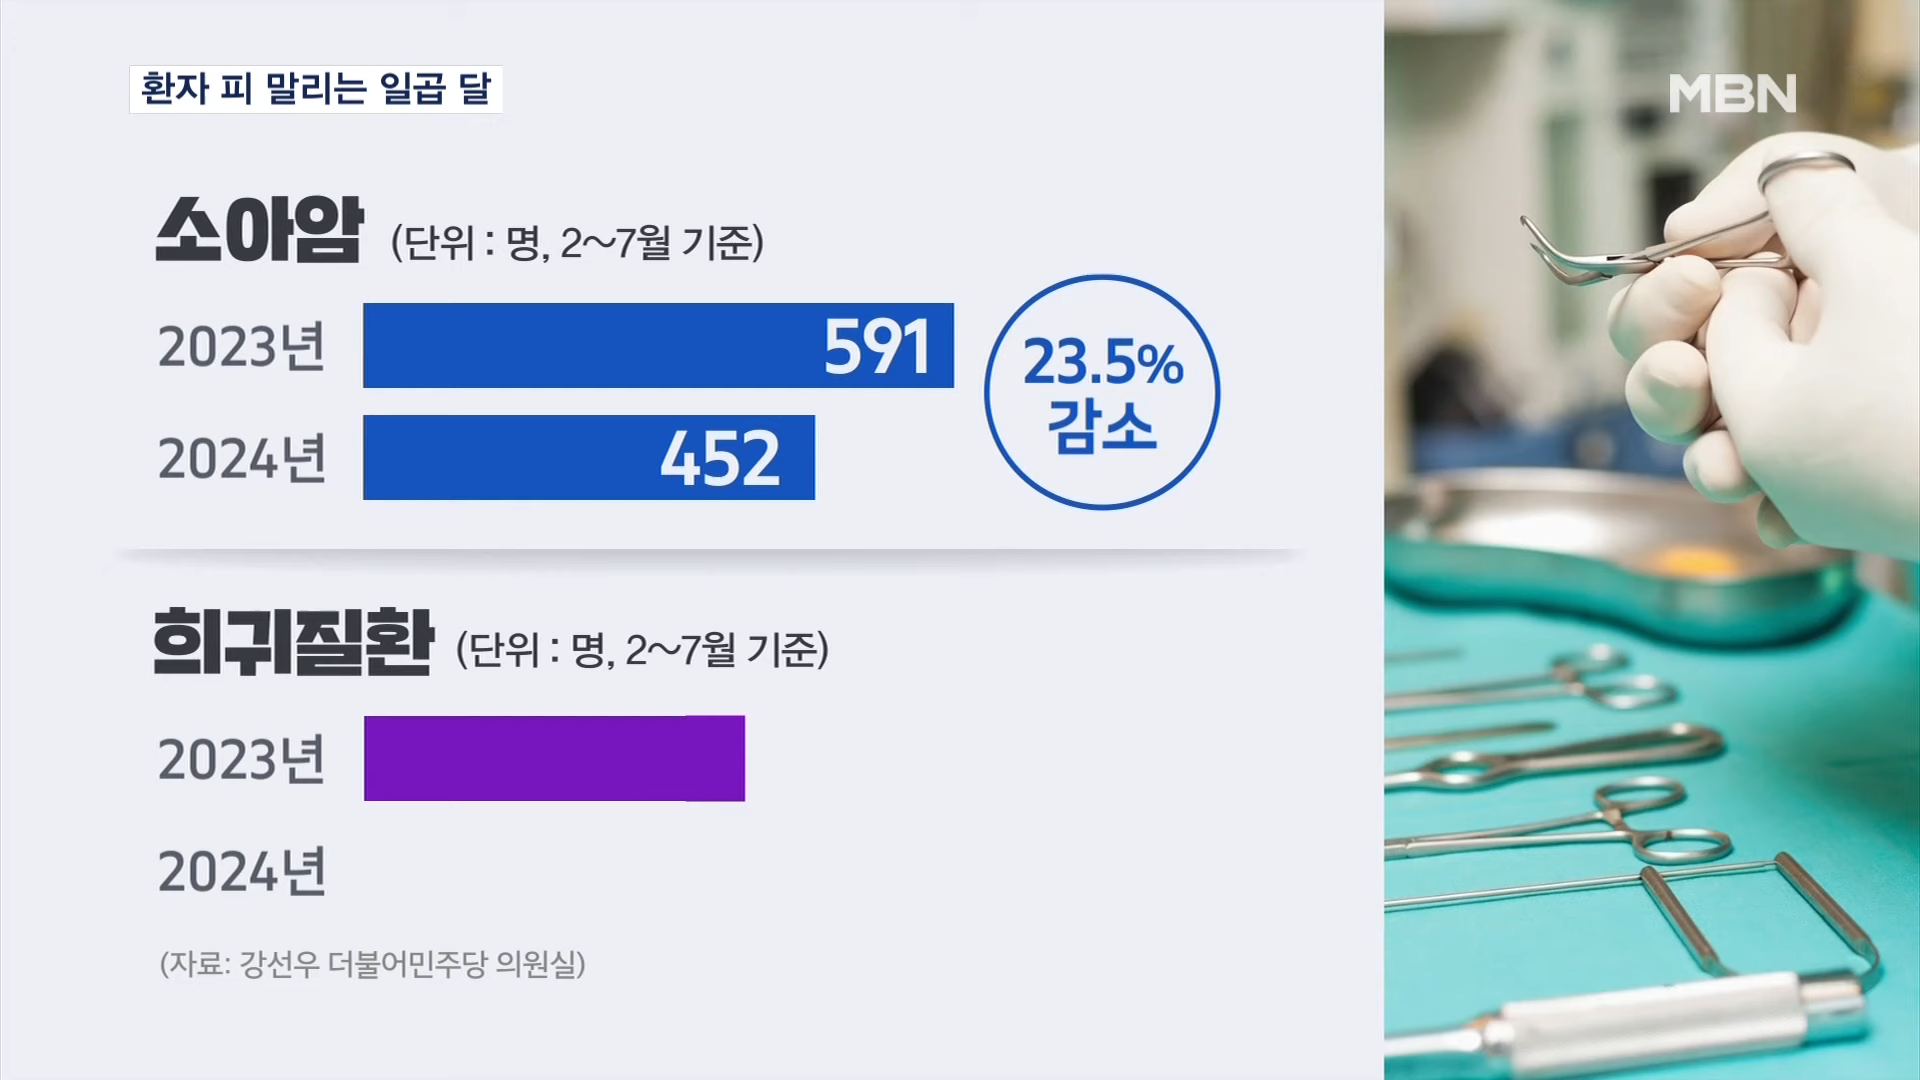 환자 피 말리는 일곱 달
MBN
소아암 (단위 : 명, 2～7월 기준)
2023년 591
2024년 452
23.5%
감소
희귀질환 (단위 : 명, 2～7월 기준)
2023년
2024년
(자료: 강선우 더불어민주당 의원실)